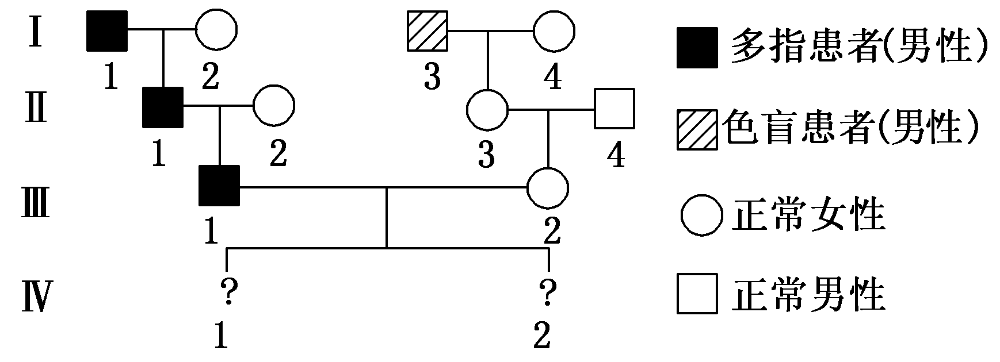 Ⅰ
1 2 3 4
多指患者(男性)
Ⅱ
1 2 3 4
色盲患者(男性)
Ⅲ
1 2
正常女性
Ⅳ
? ?
1 2
正常男性